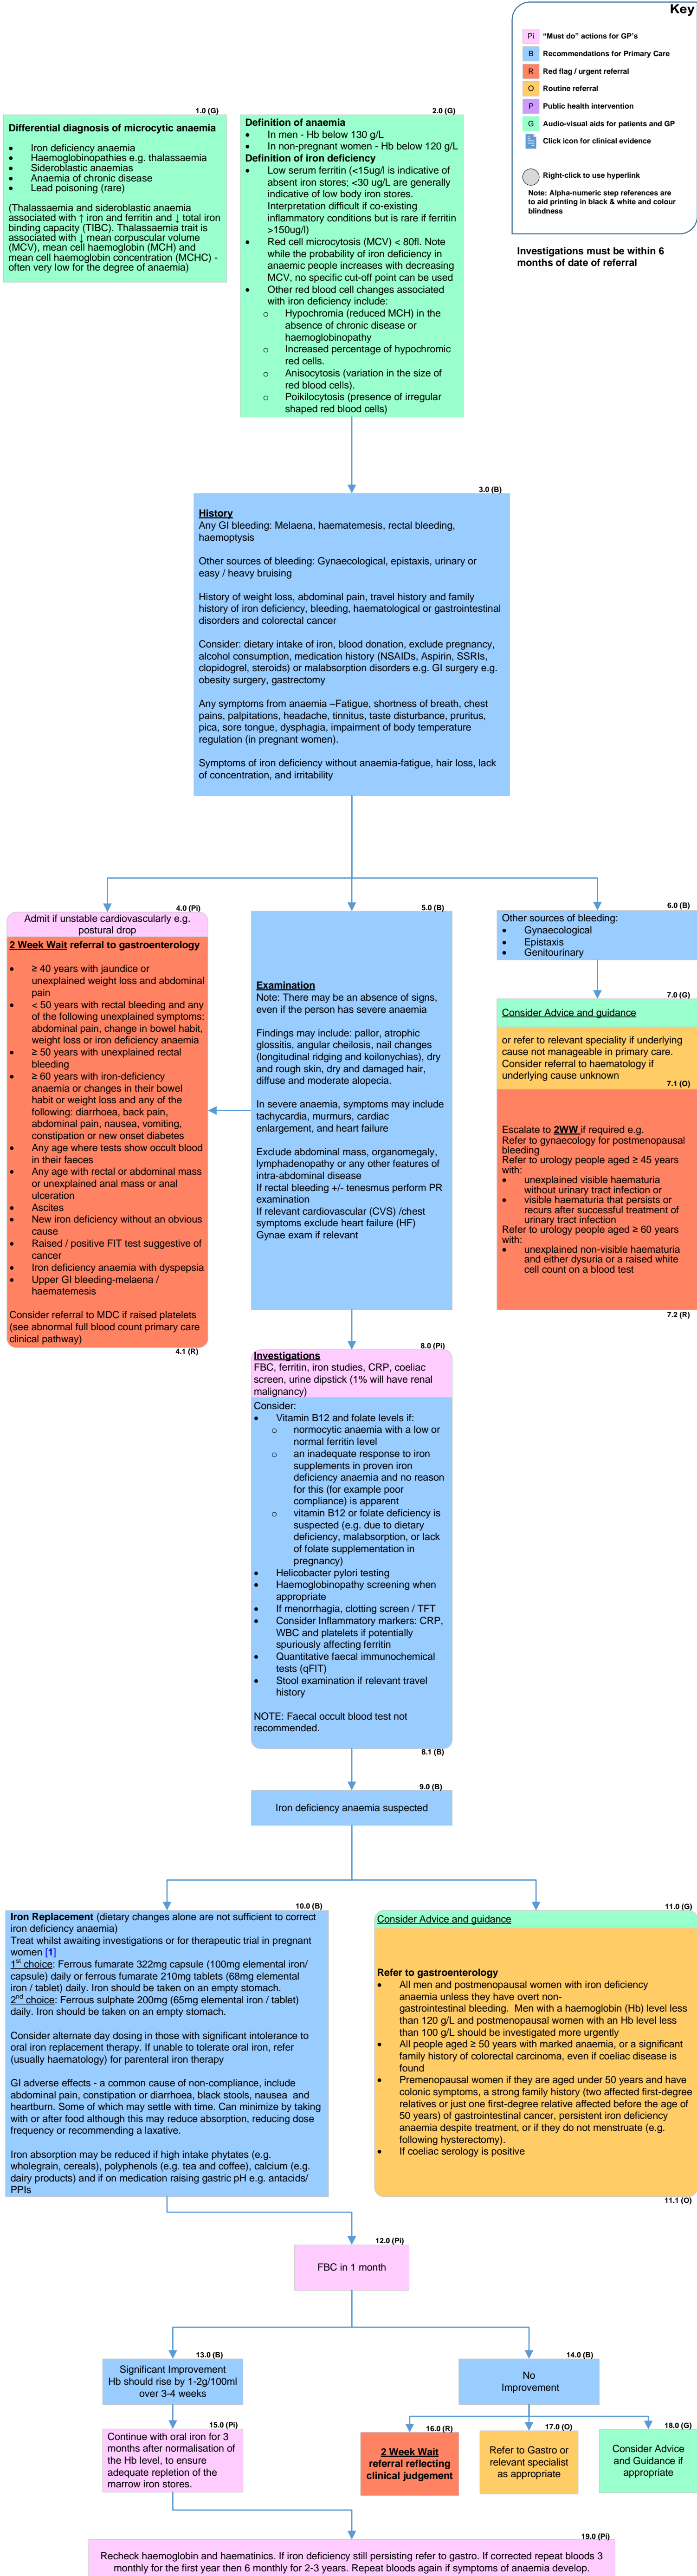 Key
Pi "Must do" actions for GP's
B Recommendations for Primary Care
R Red flag / urgent referral
O Routine referral
P Public health intervention
G Audio-visual aids for patients and GP
Click icon for clinical evidence
Right-click to use hyperlink
Note: Alpha-numeric step references are
to aid printing in black & white and colour
blindness
Investigations must be within 6
months of date of referral
1.0 (G)
Differential diagnosis of microcytic anaemia
• Iron deficiency anaemia
• Haemoglobinopathies e.g. thalassaemia
• Sideroblastic anaemias
• Anaemia of chronic disease
• Lead poisoning (rare)
(Thalassaemia and sideroblastic anaemia
associated with ↑ iron and ferritin and ↓ total iron
binding capacity (TIBC). Thalassaemia trait is
associated with ↓ mean corpuscular volume
(MCV), mean cell haemoglobin (MCH) and
mean cell haemoglobin concentration (MCHC) -
often very low for the degree of anaemia)
2.0 (G)
Definition of anaemia
• In men - Hb below 130 g/L
• In non-pregnant women - Hb below 120 g/L
Definition of iron deficiency
• Low serum ferritin (<15ug/l is indicative of
absent iron stores; <30 ug/L are generally
indicative of low body iron stores.
Interpretation difficult if co-existing
inflammatory conditions but is rare if ferritin
>150ug/l)
• Red cell microcytosis (MCV) < 80fl. Note
while the probability of iron deficiency in
anaemic people increases with decreasing
MCV, no specific cut-off point can be used
• Other red blood cell changes associated
with iron deficiency include:
o Hypochromia (reduced MCH) in the
absence of chronic disease or
haemoglobinopathy
o Increased percentage of hypochromic
red cells.
o Anisocytosis (variation in the size of
red blood cells).
o Poikilocytosis (presence of irregular
shaped red blood cells)
3.0 (B)
History
Any GI bleeding: Melaena, haematemesis, rectal bleeding,
haemoptysis
Other sources of bleeding: Gynaecological, epistaxis, urinary or
easy / heavy bruising
History of weight loss, abdominal pain, travel history and family
history of iron deficiency, bleeding, haematological or gastrointestinal
disorders and colorectal cancer
Consider: dietary intake of iron, blood donation, exclude pregnancy,
alcohol consumption, medication history (NSAIDs, Aspirin, SSRIs,
clopidogrel, steroids) or malabsorption disorders e.g. GI surgery e.g.
obesity surgery, gastrectomy
Any symptoms from anaemia –Fatigue, shortness of breath, chest
pains, palpitations, headache, tinnitus, taste disturbance, pruritus,
pica, sore tongue, dysphagia, impairment of body temperature
regulation (in pregnant women).
Symptoms of iron deficiency without anaemia-fatigue, hair loss, lack
of concentration, and irritability
4.0 (Pi)
Admit if unstable cardiovascularly e.g.
postural drop
2 Week Wait referral to gastroenterology
• ≥ 40 years with jaundice or
unexplained weight loss and abdominal
pain
• < 50 years with rectal bleeding and any
of the following unexplained symptoms:
abdominal pain, change in bowel habit,
weight loss or iron deficiency anaemia
• ≥ 50 years with unexplained rectal
bleeding
• ≥ 60 years with iron-deficiency
anaemia or changes in their bowel
habit or weight loss and any of the
following: diarrhoea, back pain,
abdominal pain, nausea, vomiting,
constipation or new onset diabetes
• Any age where tests show occult blood
in their faeces
• Any age with rectal or abdominal mass
or unexplained anal mass or anal
ulceration
• Ascites
• New iron deficiency without an obvious
cause
• Raised / positive FIT test suggestive of
cancer
• Iron deficiency anaemia with dyspepsia
• Upper GI bleeding-melaena /
haematemesis
Consider referral to MDC if raised platelets
(see abnormal full blood count primary care
clinical pathway)
4.1 (R)
5.0 (B)
Examination
Note: There may be an absence of signs,
even if the person has severe anaemia
Findings may include: pallor, atrophic
glossitis, angular cheilosis, nail changes
(longitudinal ridging and koilonychias), dry
and rough skin, dry and damaged hair,
diffuse and moderate alopecia.
In severe anaemia, symptoms may include
tachycardia, murmurs, cardiac
enlargement, and heart failure
Exclude abdominal mass, organomegaly,
lymphadenopathy or any other features of
intra-abdominal disease
If rectal bleeding +/- tenesmus perform PR
examination
If relevant cardiovascular (CVS) /chest
symptoms exclude heart failure (HF)
Gynae exam if relevant
6.0 (B)
Other sources of bleeding:
• Gynaecological
• Epistaxis
• Genitourinary
7.0 (G)
Consider Advice and guidance
or refer to relevant speciality if underlying
cause not manageable in primary care.
Consider referral to haematology if
underlying cause unknown
7.1 (O)
Escalate to 2WW if required e.g.
Refer to gynaecology for postmenopausal
bleeding
Refer to urology people aged ≥ 45 years
with:
• unexplained visible haematuria
without urinary tract infection or
• visible haematuria that persists or
recurs after successful treatment of
urinary tract infection
Refer to urology people aged ≥ 60 years
with:
• unexplained non-visible haematuria
and either dysuria or a raised white
cell count on a blood test
7.2 (R)
8.0 (Pi)
Investigations
FBC, ferritin, iron studies, CRP, coeliac
screen, urine dipstick (1% will have renal
malignancy)
Consider:
• Vitamin B12 and folate levels if:
o normocytic anaemia with a low or
normal ferritin level
o an inadequate response to iron
supplements in proven iron
deficiency anaemia and no reason
for this (for example poor
compliance) is apparent
o vitamin B12 or folate deficiency is
suspected (e.g. due to dietary
deficiency, malabsorption, or lack
of folate supplementation in
pregnancy)
• Helicobacter pylori testing
• Haemoglobinopathy screening when
appropriate
• If menorrhagia, clotting screen / TFT
• Consider Inflammatory markers: CRP,
WBC and platelets if potentially
spuriously affecting ferritin
• Quantitative faecal immunochemical
tests (qFIT)
• Stool examination if relevant travel
history
NOTE: Faecal occult blood test not
recommended.
8.1 (B)
9.0 (B)
Iron deficiency anaemia suspected
10.0 (B)
Iron Replacement (dietary changes alone are not sufficient to correct
iron deficiency anaemia)
Treat whilst awaiting investigations or for therapeutic trial in pregnant
women [1]
1st choice: Ferrous fumarate 322mg capsule (100mg elemental iron/
capsule) daily or ferrous fumarate 210mg tablets (68mg elemental
iron / tablet) daily. Iron should be taken on an empty stomach.
2nd choice: Ferrous sulphate 200mg (65mg elemental iron / tablet)
daily. Iron should be taken on an empty stomach.
Consider alternate day dosing in those with significant intolerance to
oral iron replacement therapy. If unable to tolerate oral iron, refer
(usually haematology) for parenteral iron therapy
GI adverse effects - a common cause of non-compliance, include
abdominal pain, constipation or diarrhoea, black stools, nausea and
heartburn. Some of which may settle with time. Can minimize by taking
with or after food although this may reduce absorption, reducing dose
frequency or recommending a laxative.
Iron absorption may be reduced if high intake phytates (e.g.
wholegrain, cereals), polyphenols (e.g. tea and coffee), calcium (e.g.
dairy products) and if on medication raising gastric pH e.g. antacids/
PPIs
11.0 (G)
Consider Advice and guidance
Refer to gastroenterology
• All men and postmenopausal women with iron deficiency
anaemia unless they have overt non-
gastrointestinal bleeding. Men with a haemoglobin (Hb) level less
than 120 g/L and postmenopausal women with an Hb level less
than 100 g/L should be investigated more urgently
• All people aged ≥ 50 years with marked anaemia, or a significant
family history of colorectal carcinoma, even if coeliac disease is
found
• Premenopausal women if they are aged under 50 years and have
colonic symptoms, a strong family history (two affected first-degree
relatives or just one first-degree relative affected before the age of
50 years) of gastrointestinal cancer, persistent iron deficiency
anaemia despite treatment, or if they do not menstruate (e.g.
following hysterectomy).
• If coeliac serology is positive
11.1 (O)
12.0 (Pi)
FBC in 1 month
13.0 (B)
Significant Improvement
Hb should rise by 1-2g/100ml
over 3-4 weeks
14.0 (B)
No
Improvement
15.0 (Pi)
Continue with oral iron for 3
months after normalisation of
the Hb level, to ensure
adequate repletion of the
marrow iron stores.
16.0 (R)
2 Week Wait
referral reflecting
clinical judgement
17.0 (O)
Refer to Gastro or
relevant specialist
as appropriate
18.0 (G)
Consider Advice
and Guidance if
appropriate
19.0 (Pi)
Recheck haemoglobin and haematinics. If iron deficiency still persisting refer to gastro. If corrected repeat bloods 3
monthly for the first year then 6 monthly for 2-3 years. Repeat bloods again if symptoms of anaemia develop.